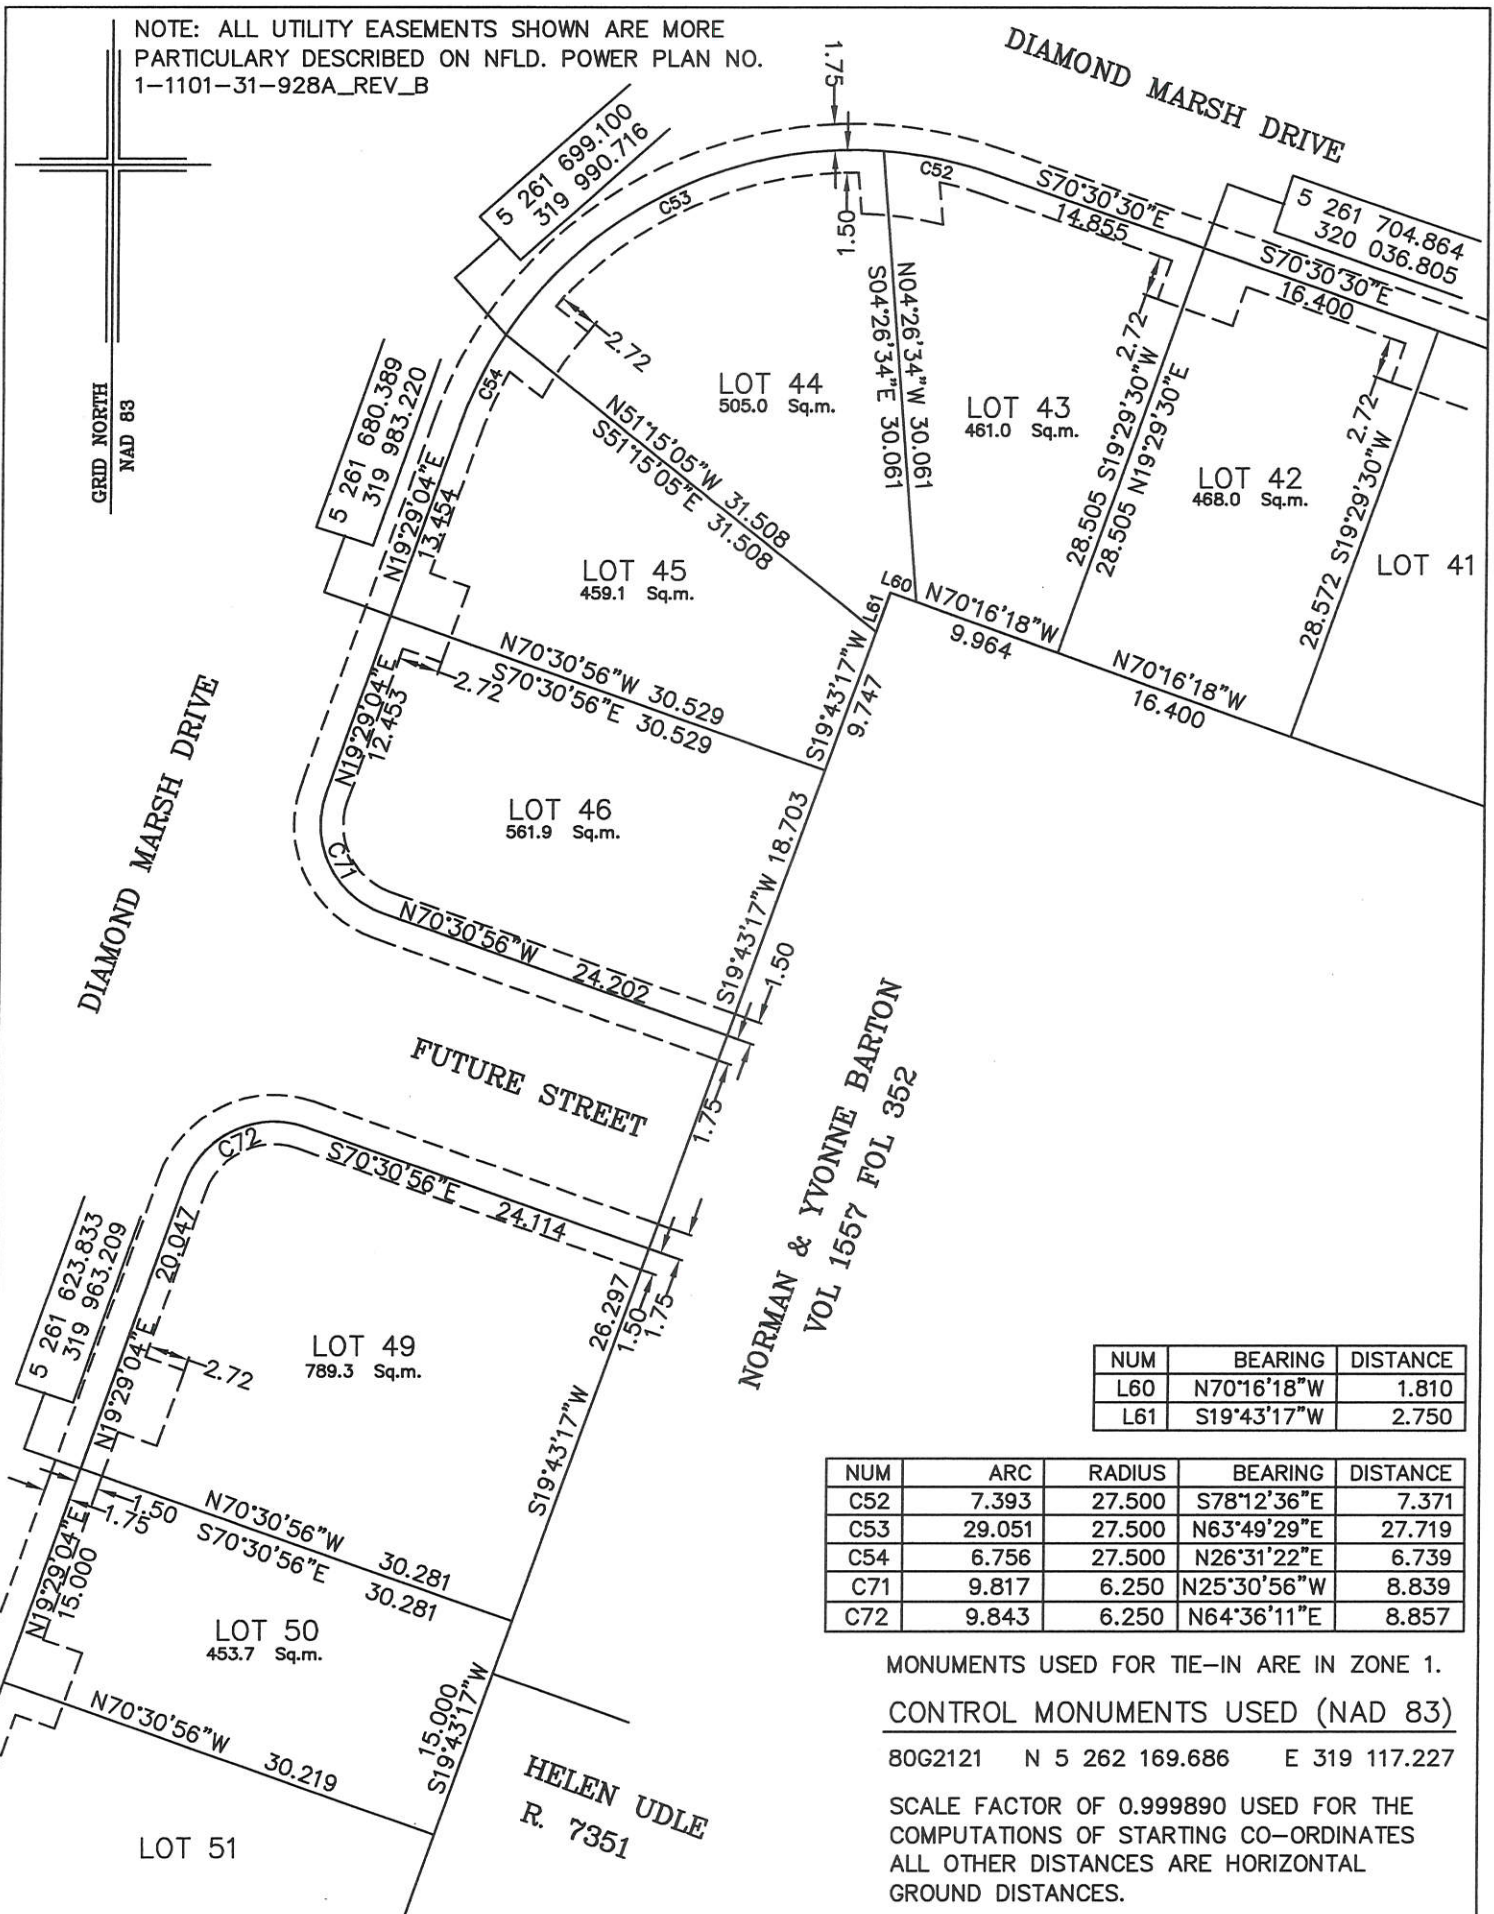 NOTE: ALL UTILITY EASEMENTS SHOWN ARE MORE
PARTICULARY DESCRIBED ON NFLD. POWER PLAN NO.
1-1101-31-928A_REV_B
GRID NORTH
NAD 83
DIAMOND MARSH DRIVE
1.75
1.50
5 261 699.100
319 990.716
C53
C52
S70°30'30"E
14.855
5 261 704.864
320 036.805
S70°30'30"E
16.400
2.72
LOT 44
505.0 Sq.m.
N04°26'34"W 30.061
S04°26'34"E 30.061
LOT 43
461.0 Sq.m.
2.72
28.505 S19°29'30"W
28.505 N19°29'30"E
LOT 42
468.0 Sq.m.
2.72
28.572 S19°29'30"W
LOT 41
C54
5 261 680.389
319 983.220
N19°29'04"E
13.454
N51°15'05"W 31.508
S51°15'05"E 31.508
LOT 45
459.1 Sq.m.
L60
L61
N70°16'18"W
9.964
N70°16'18"W
16.400
S19°43'17"W
9.747
N70°30'56"W 30.529
S70°30'56"E 30.529
2.72
N19°29'04"E
12.453
DIAMOND MARSH DRIVE
LOT 46
561.9 Sq.m.
C71
S19°43'17"W 18.703
N70°30'56"W 24.202
1.50
FUTURE STREET
1.75
NORMAN & YVONNE BARTON
VOL 1557 FOL 352
C72
S70°30'56"E 24.114
20.047
N19°29'04"E
5 261 623.833
319 963.209
LOT 49
789.3 Sq.m.
2.72
26.297
S19°43'17"W
1.50
1.75
1.50
1.75
N70°30'56"W 30.281
S70°30'56"E 30.281
N19°29'04"E
15.000
LOT 50
453.7 Sq.m.
15.000
S19°43'17"W
N70°30'56"W 30.219
LOT 51
HELEN UDLE
R. 7351
NUM BEARING DISTANCE
L60 N70°16'18"W 1.810
L61 S19°43'17"W 2.750
NUM ARC RADIUS BEARING DISTANCE
C52 7.393 27.500 S78°12'36"E 7.371
C53 29.051 27.500 N63°49'29"E 27.719
C54 6.756 27.500 N26°31'22"E 6.739
C71 9.817 6.250 N25°30'56"W 8.839
C72 9.843 6.250 N64°36'11"E 8.857
MONUMENTS USED FOR TIE-IN ARE IN ZONE 1.
CONTROL MONUMENTS USED (NAD 83)
80G2121 N 5 262 169.686 E 319 117.227
SCALE FACTOR OF 0.999890 USED FOR THE
COMPUTATIONS OF STARTING CO-ORDINATES
ALL OTHER DISTANCES ARE HORIZONTAL
GROUND DISTANCES.